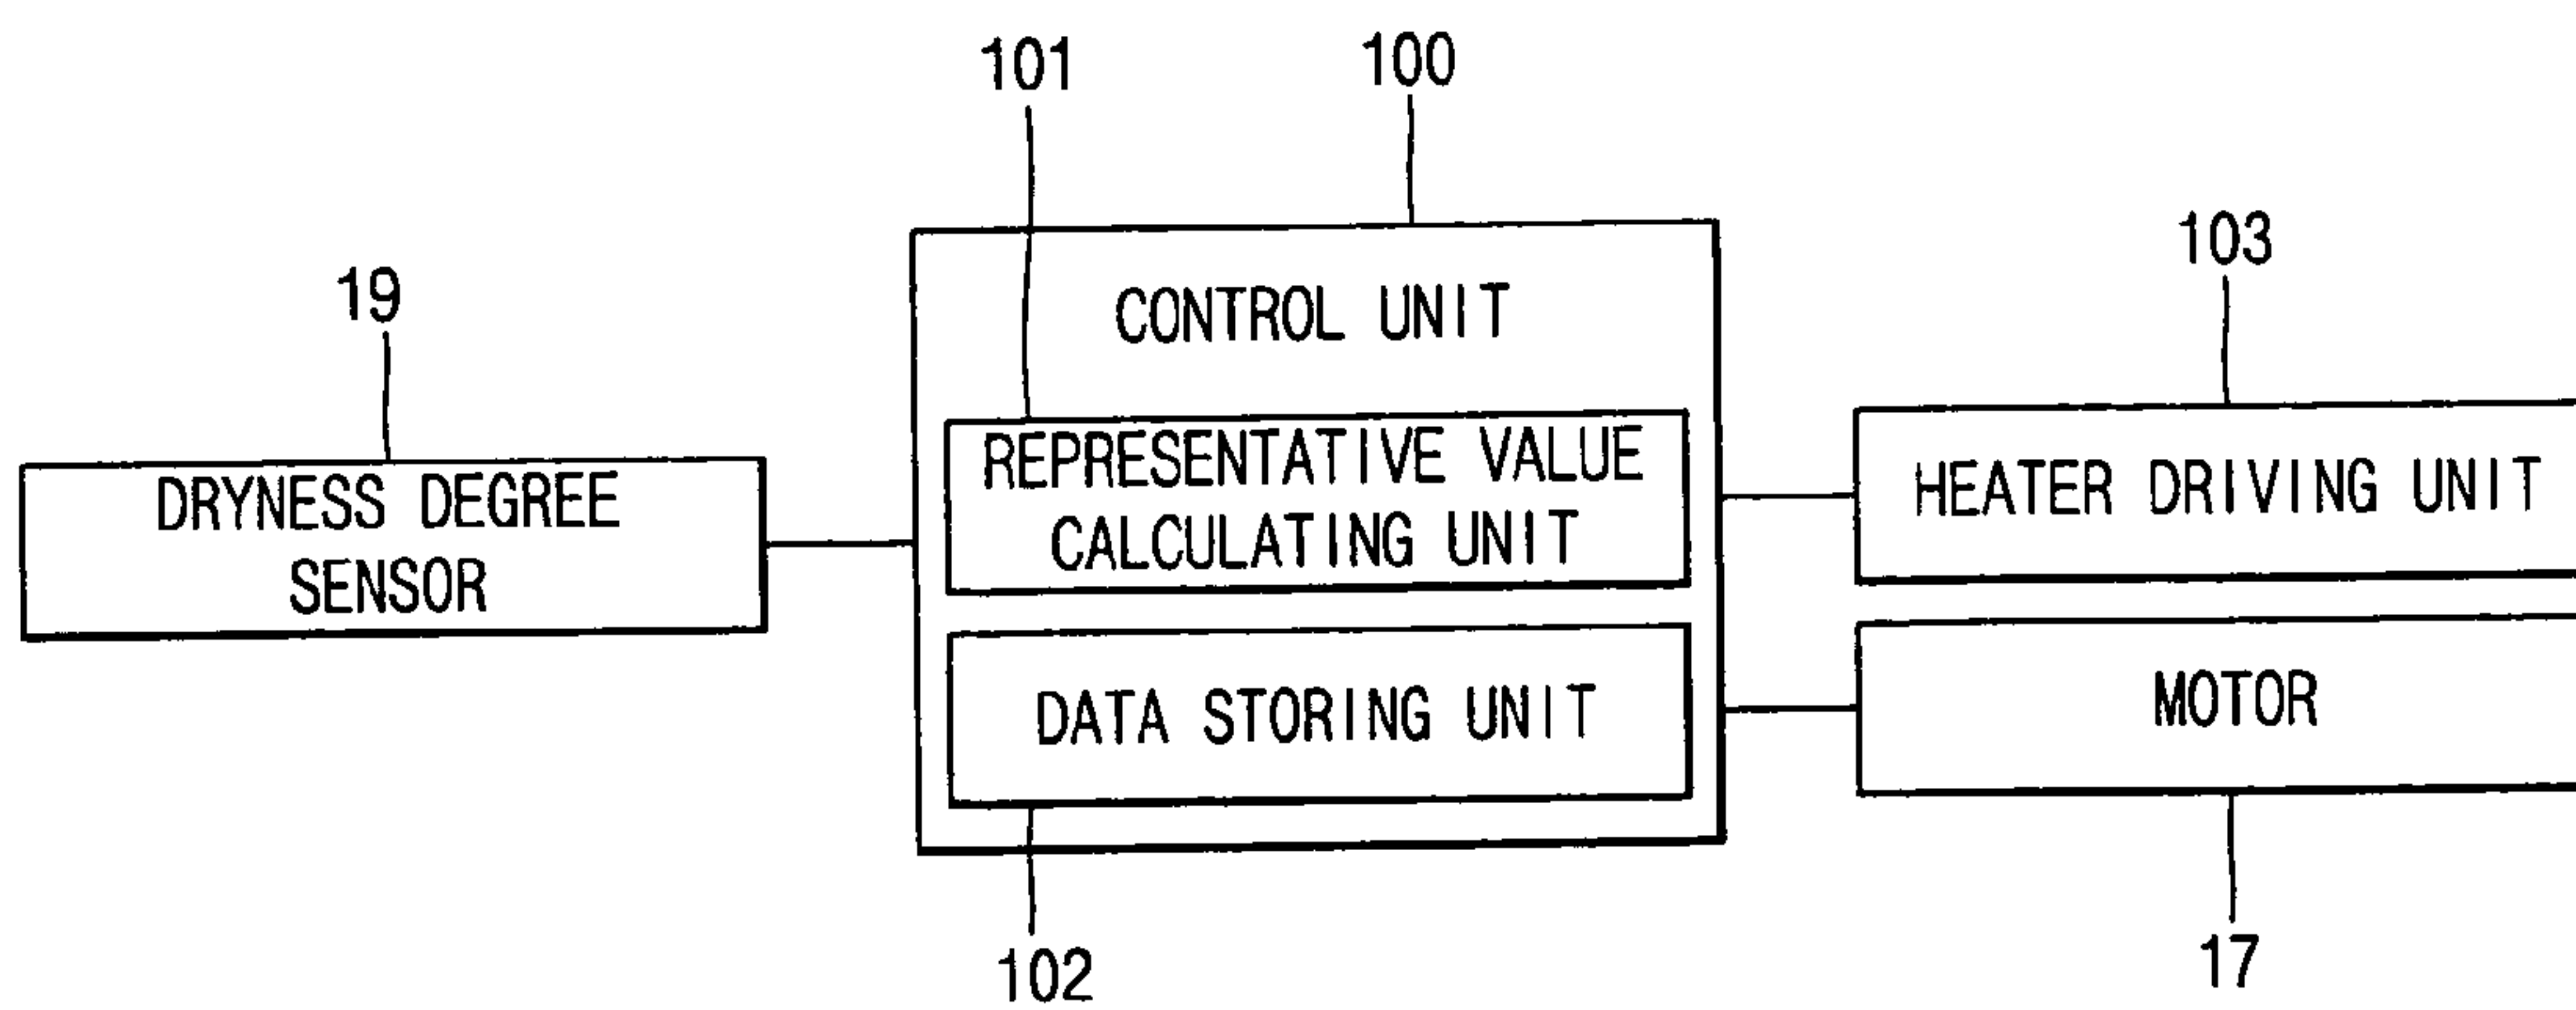 101
100
103
19
CONTROL UNIT
REPRESENTATIVE VALUE
CALCULATING UNIT
DRYNESS DEGREE
SENSOR
HEATER DRIVING UNIT
DATA STORING UNIT
MOTOR
102
17